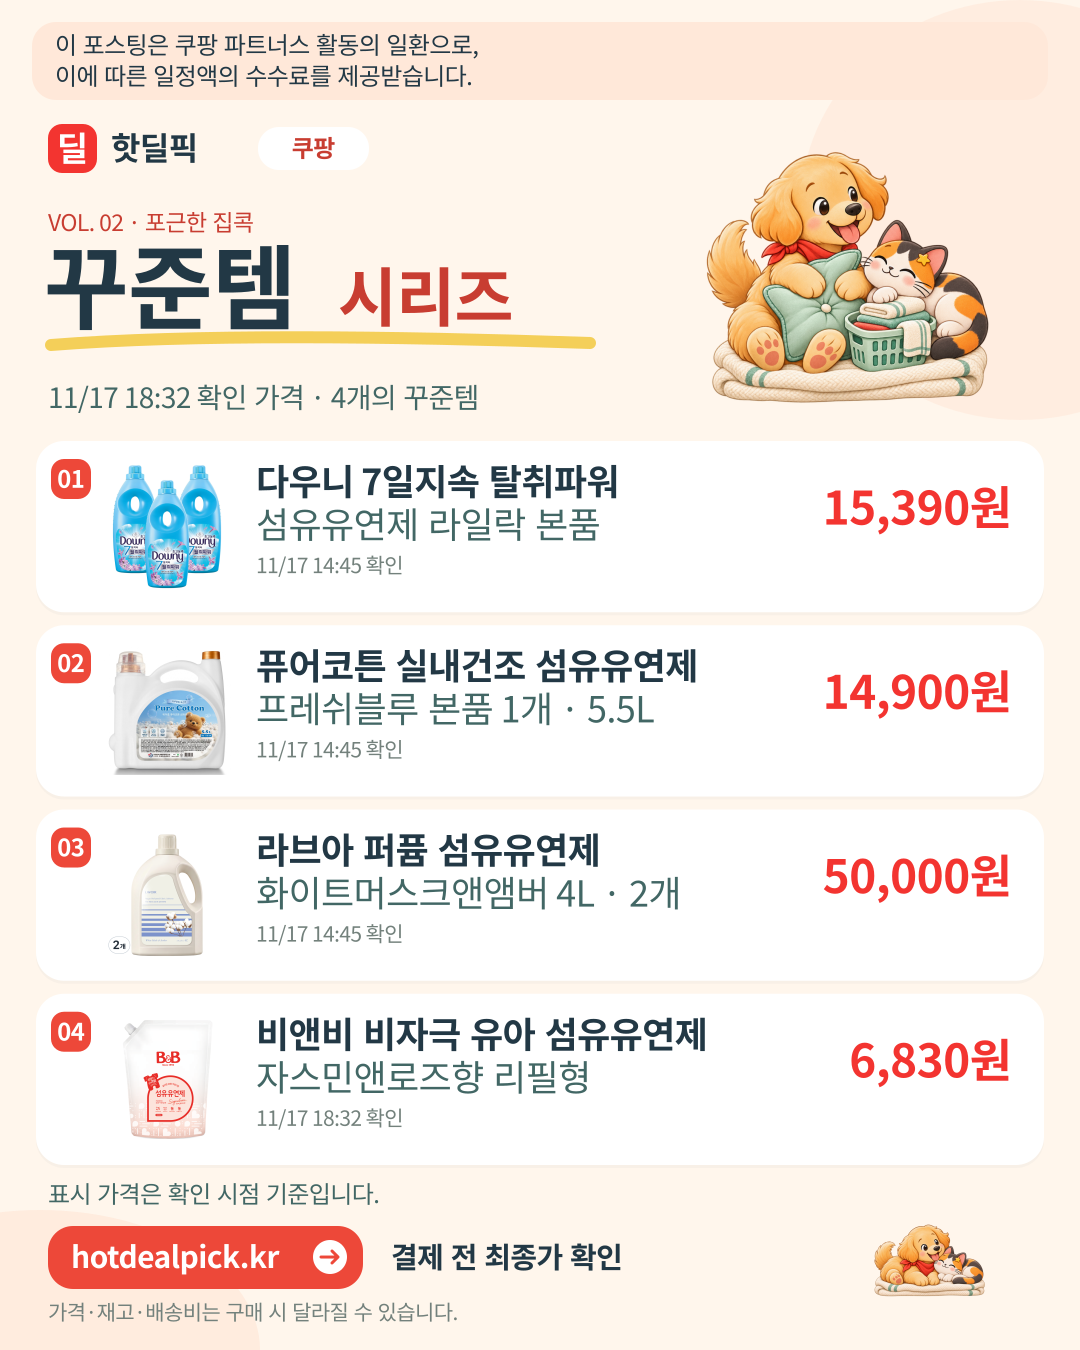 이 포스팅은 쿠팡 파트너스 활동의 일환으로,
이에 따른 일정액의 수수료를 제공받습니다.
딜 핫딜픽 쿠팡
VOL. 02 · 포근한 집콕
꾸준템 시리즈
11/17 18:32 확인 가격 · 4개의 꾸준템
01
Downy
Downy
Downy
다우니 7일지속 탈취파워
섬유유연제 라일락 본품
11/17 14:45 확인
15,390원
02
Pure Cotton
퓨어코튼 실내건조 섬유유연제
프레쉬블루 본품 1개 · 5.5L
11/17 14:45 확인
14,900원
03
2개
라브아 퍼퓸 섬유유연제
화이트머스크앤앰버 4L · 2개
11/17 14:45 확인
50,000원
04
B&B
섬유유연제
비앤비 비자극 유아 섬유유연제
자스민앤로즈향 리필형
11/17 18:32 확인
6,830원
표시 가격은 확인 시점 기준입니다.
hotdealpick.kr
결제 전 최종가 확인
가격·재고·배송비는 구매 시 달라질 수 있습니다.